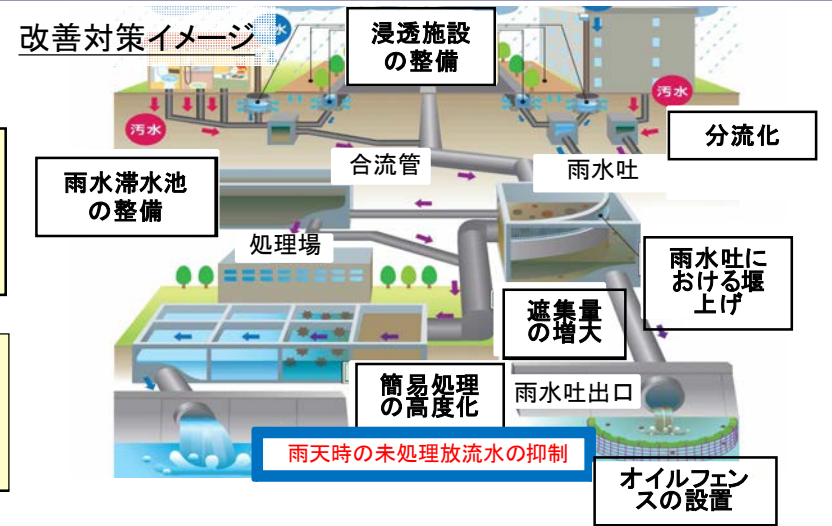 改善対策イメージ
水
浸透施設
の整備
汚水
汚水
分流化
合流管
雨水吐
雨水滞水池
の整備
処理場
雨水吐に
おける堰
上げ
遮集量
の増大
簡易処理
の高度化
雨水吐出口
雨天時の未処理放流水の抑制
オイルフェン
スの設置